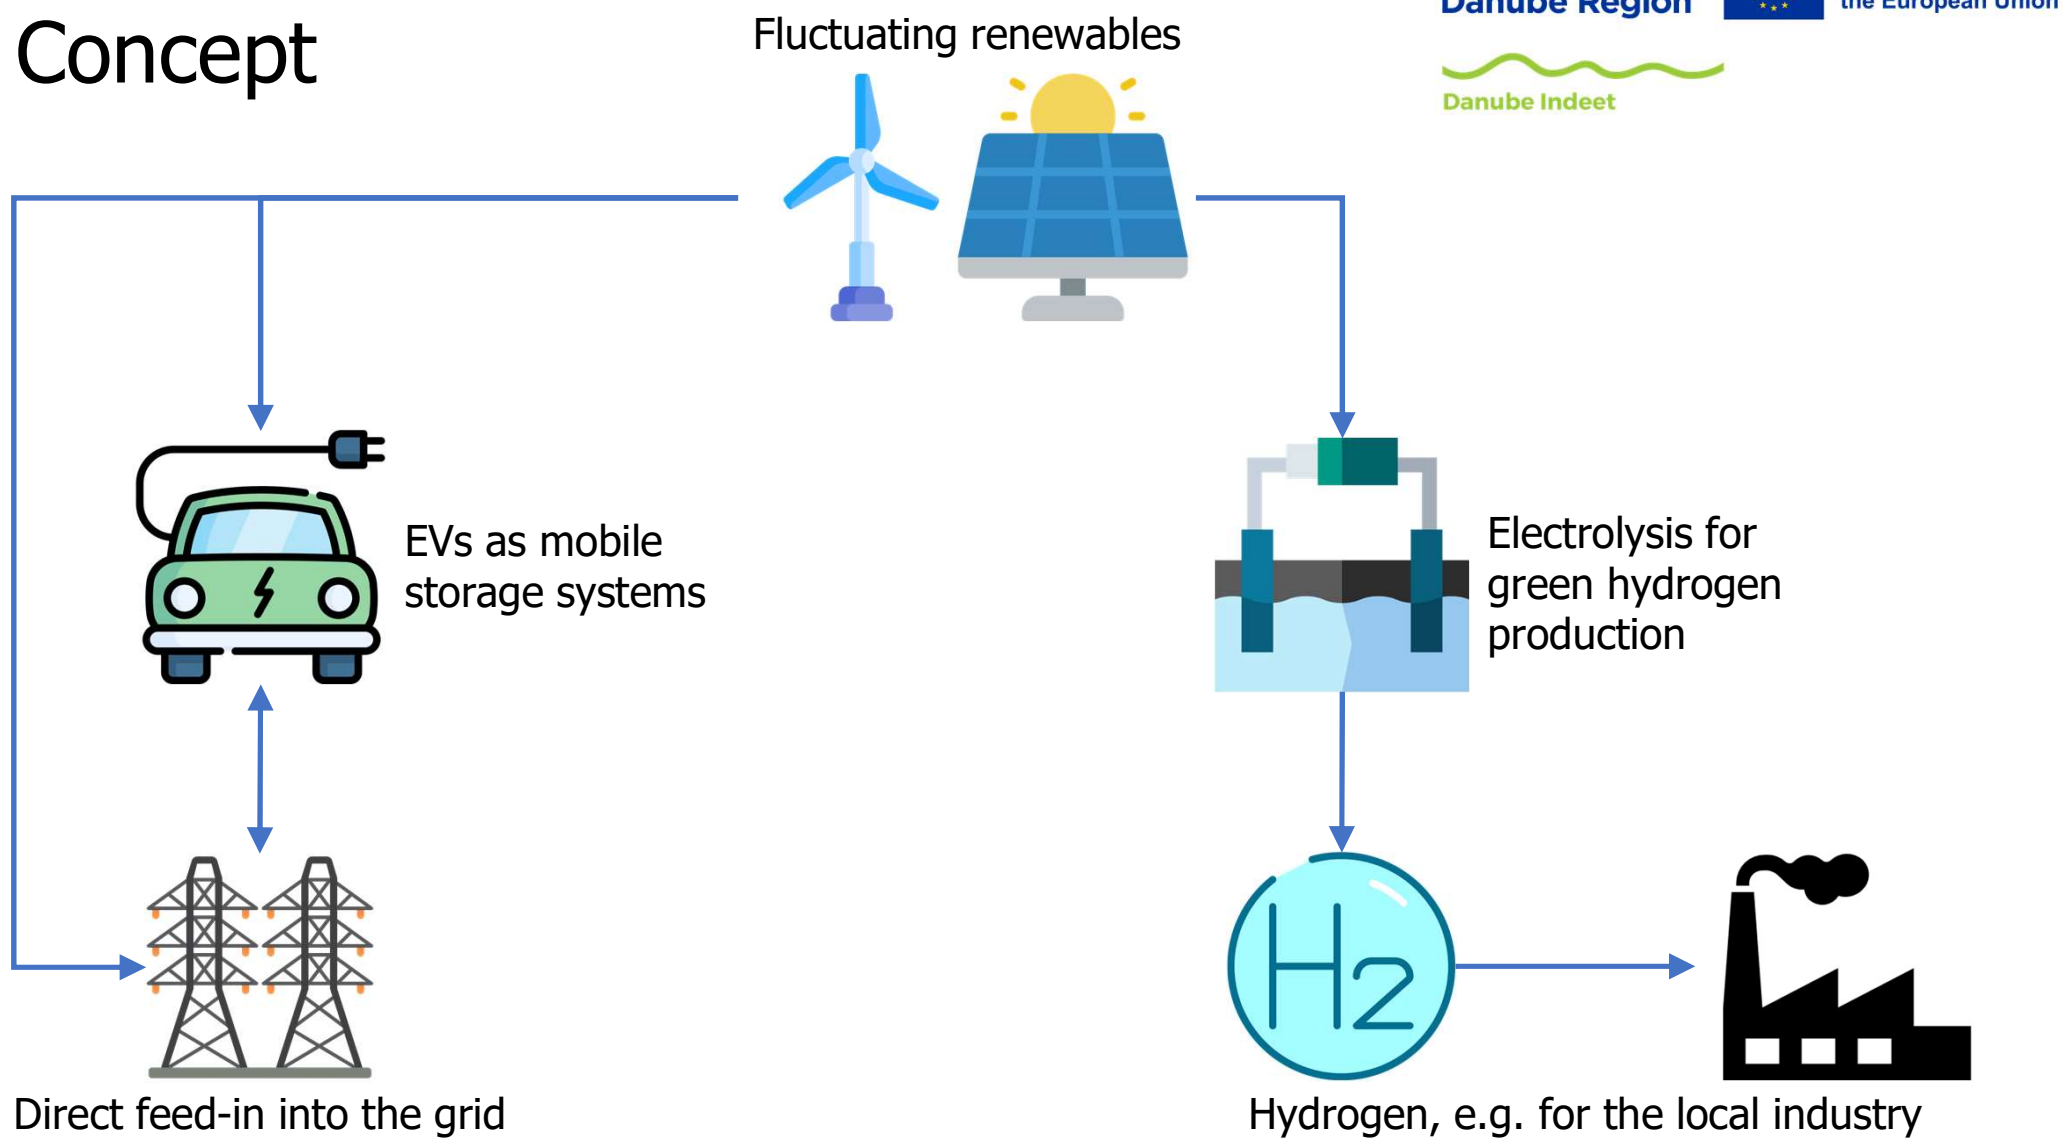 Concept
Fluctuating renewables
Danube Region
the European Union
Danube Indeet
EVs as mobile
storage systems
Electrolysis for
green hydrogen
production
H2
Direct feed-in into the grid
Hydrogen, e.g. for the local industry